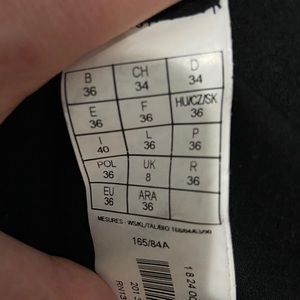 B CH D
36 34 34
E F HU/CZ/SK
36 36 36
I L P
40 36 36
POL UK R
36 8 36
EU ARA
36 36
165/84A